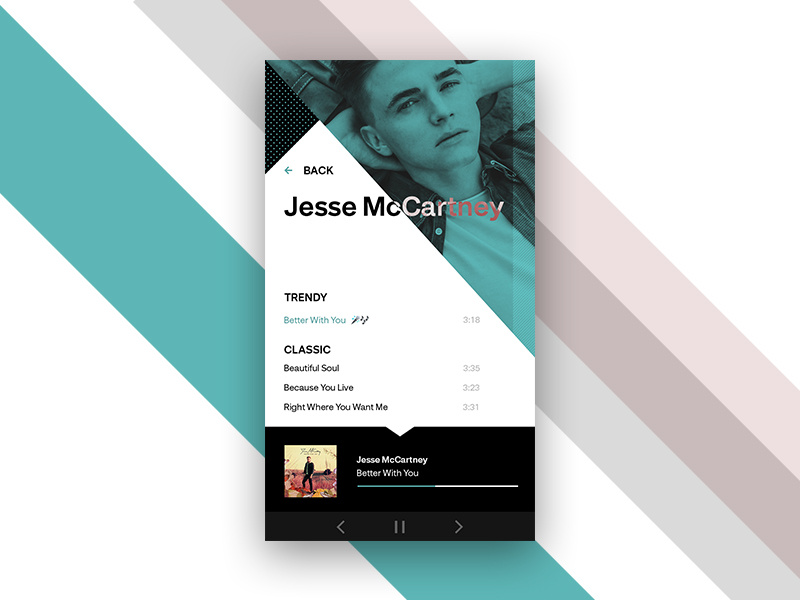 BACK
Jesse McCartney
TRENDY
Better With You 🎤🎶 3:18
CLASSIC
Beautiful Soul 3:35
Because You Live 3:23
Right Where You Want Me 3:31
Jesse McCartney
Better With You